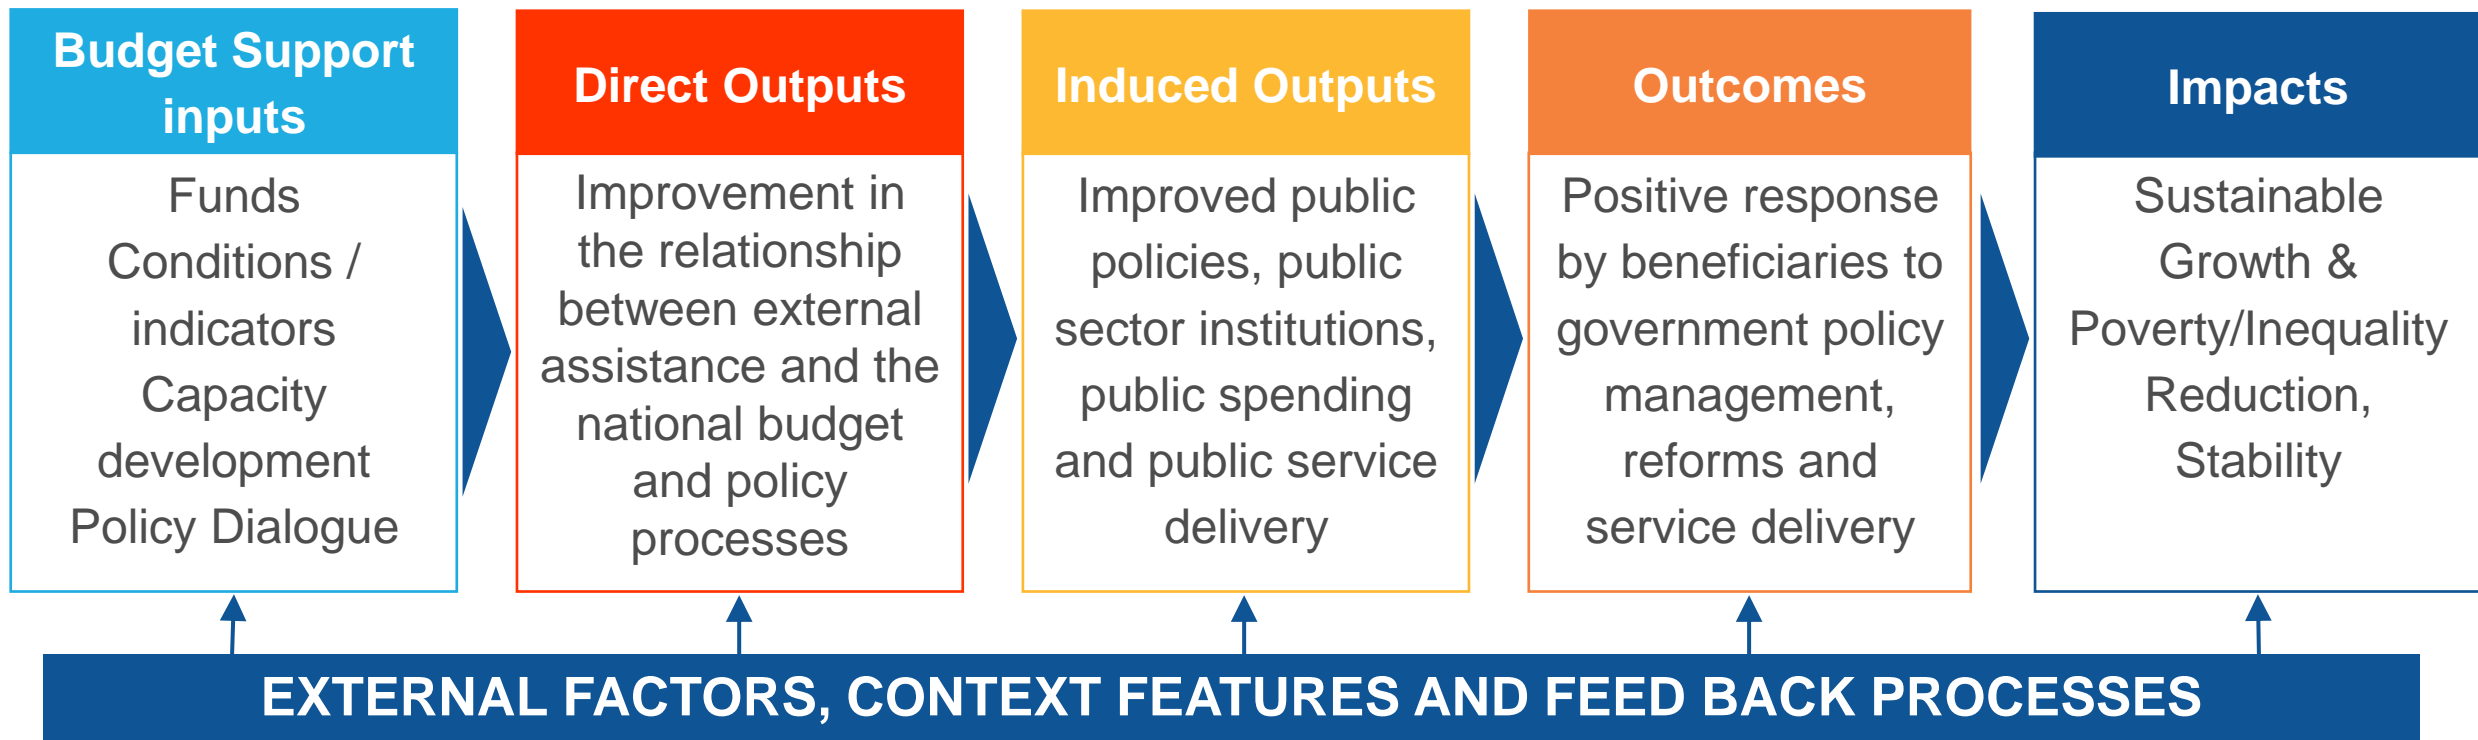 Budget Support
inputs
Funds
Conditions /
indicators
Capacity
development
Policy Dialogue
Direct Outputs
Improvement in
the relationship
between external
assistance and the
national budget
and policy
processes
Induced Outputs
Improved public
policies, public
sector institutions,
public spending
and public service
delivery
Outcomes
Positive response
by beneficiaries to
government policy
management,
reforms and
service delivery
Impacts
Sustainable
Growth &
Poverty/Inequality
Reduction,
Stability
EXTERNAL FACTORS, CONTEXT FEATURES AND FEED BACK PROCESSES